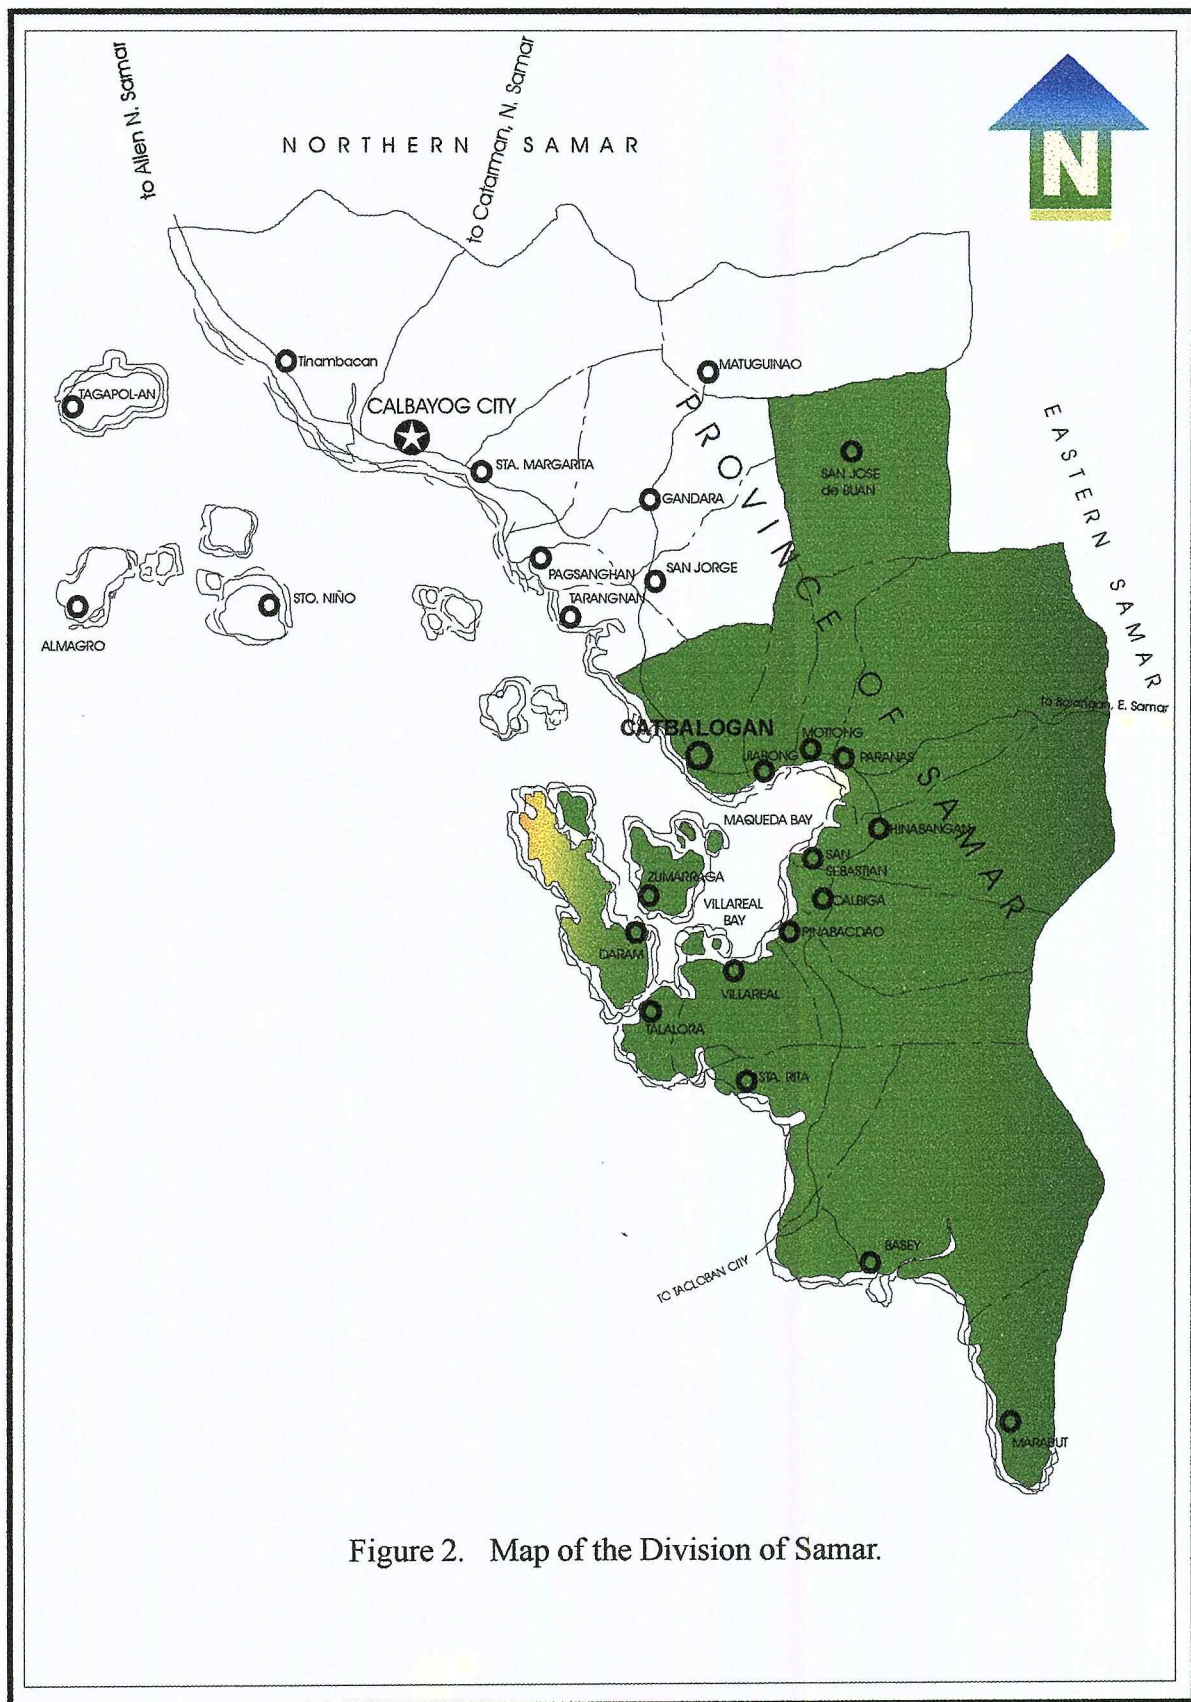 to Allen N. Samar
to Catarman, N. Samar
NORTHERN SAMAR
N
Tinambacan
MATUGUINAO
TAGAPOL-AN
CALBAYOG CITY
STA. MARGARITA
SAN JOSE
de BUAN
GANDARA
PROVINCE OF SAMAR
EASTERN SAMAR
PAGSANGHAN
SAN JORGE
TARANGNAN
STO. NIÑO
ALMAGRO
to Borongan, E. Samar
CATBALOGAN
MOTIONG
JIABONG
PARANAS
MAQUEDA BAY
HINABANGAN
SAN
SEBASTIAN
ZUMARRAGA
VILLAREAL
BAY
CALBIGA
PINABACDAO
DARAM
VILLAREAL
TALALORA
STA. RITA
BASEY
TO TACLOBAN CITY
MARABUT
Figure 2. Map of the Division of Samar.